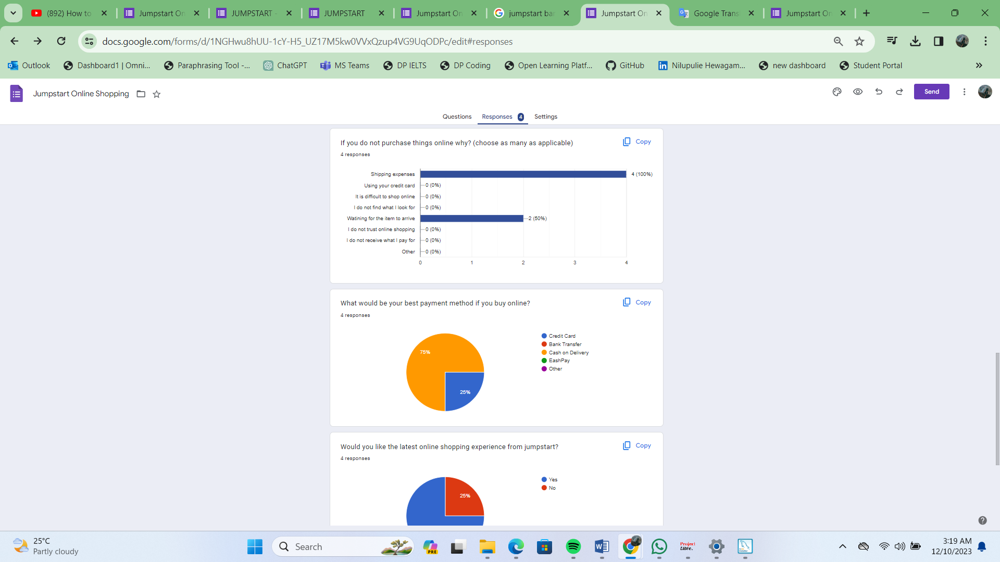 (892) How to
Jumpstart On
JUMPSTART -
JUMPSTART
Jumpstart On
jumpstart ba
Jumpstart On
Google Trans
Jumpstart On
docs.google.com/forms/d/1NGHwu8hUU-1cY-H5_UZ17M5kw0VVxQzup4VG9UqODPc/edit#responses
Outlook
Dashboard1 | Omni...
Paraphrasing Tool -...
ChatGPT
MS Teams
DP IELTS
DP Coding
Open Learning Platf...
GitHub
Nilupulie Hewagam...
new dashboard
Student Portal
Jumpstart Online Shopping
Send
Questions
Responses 4
Settings
If you do not purchase things online why? (choose as many as applicable)
Copy
4 responses
Shipping expenses 4 (100%)
Using your credit card 0 (0%)
It is difficult to shop online 0 (0%)
I do not find what I look for 0 (0%)
Watining for the item to arrive 2 (50%)
I do not trust online shopping 0 (0%)
I do not receive what I pay for 0 (0%)
Other 0 (0%)
0 1 2 3 4
What would be your best payment method if you buy online?
Copy
4 responses
75%
25%
Credit Card
Bank Transfer
Cash on Delivery
EashPay
Other
Would you like the latest online shopping experience from jumpstart?
Copy
4 responses
25%
Yes
No
25°C
Partly cloudy
Search
PRE
Project
Libre.
3:19 AM
12/10/2023